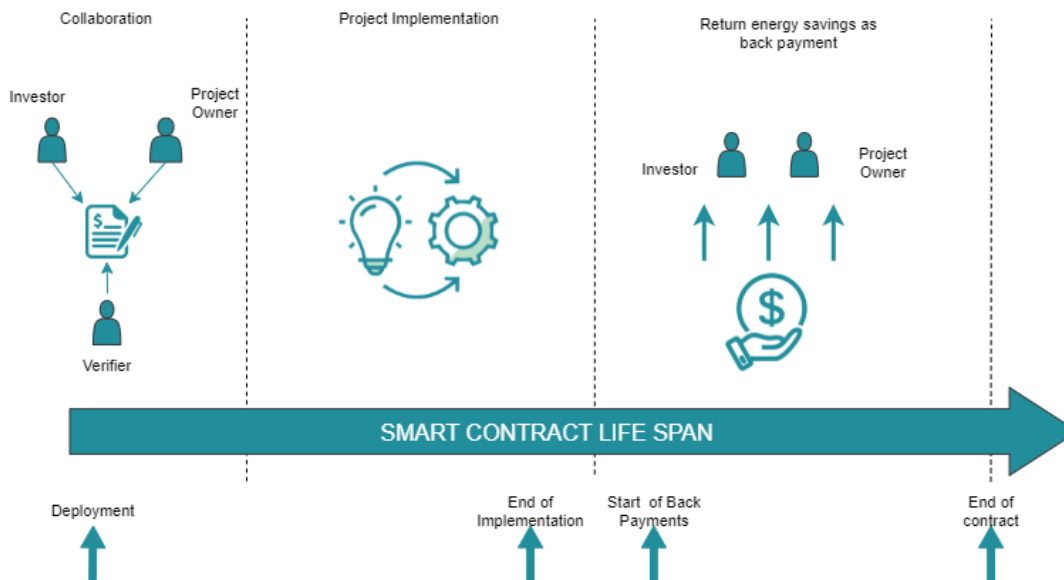 Collaboration
Project Implementation
Return energy savings as
back payment
Investor
Project
Owner
$
Verifier
Investor
Project
Owner
$
SMART CONTRACT LIFE SPAN
Deployment
End of
Implementation
Start of Back
Payments
End of
contract